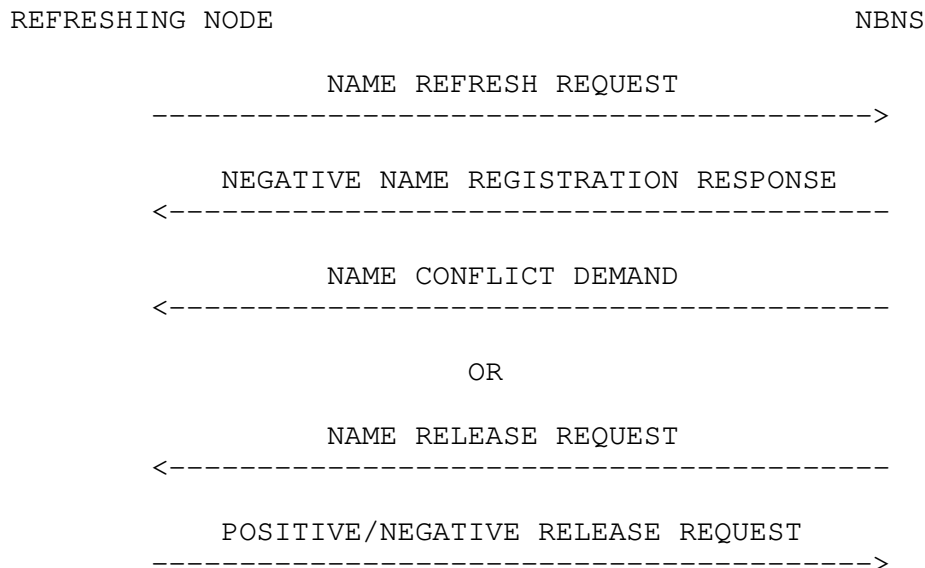 REFRESHING NODE NBNS
NAME REFRESH REQUEST
----------------------------------------->
NEGATIVE NAME REGISTRATION RESPONSE
<-----------------------------------------
NAME CONFLICT DEMAND
<-----------------------------------------
OR
NAME RELEASE REQUEST
<-----------------------------------------
POSITIVE/NEGATIVE RELEASE REQUEST
----------------------------------------->